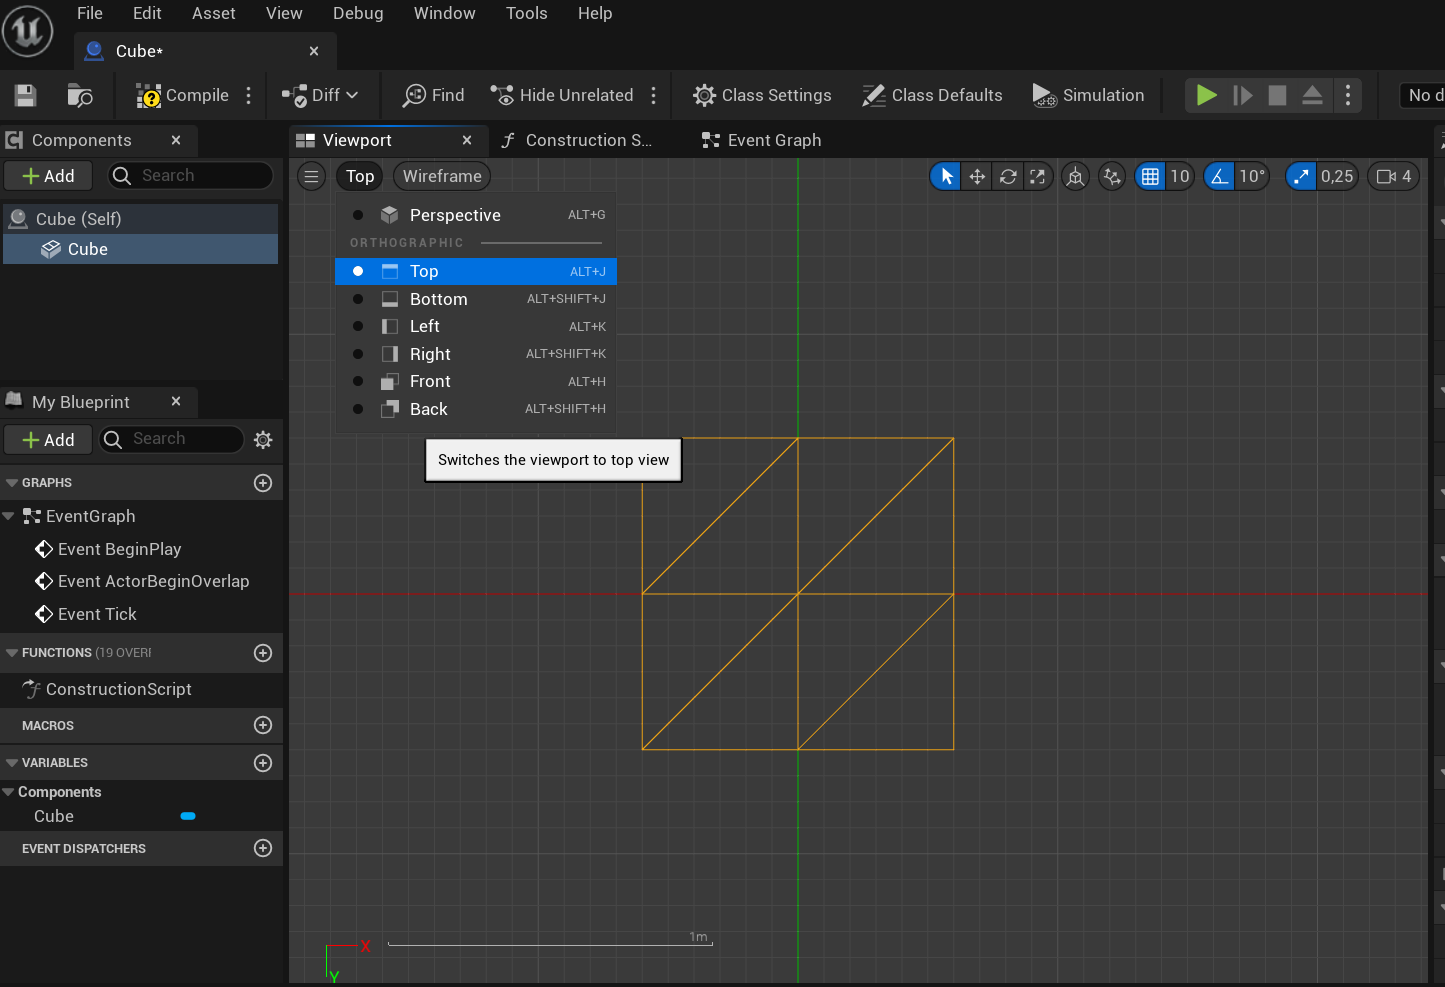 File Edit Asset View Debug Window Tools Help
Cube*
Compile Diff Find Hide Unrelated Class Settings Class Defaults Simulation No d
Components Viewport Construction S... Event Graph
Add Search Top Wireframe 10 10° 0,25 4
Cube (Self)
Cube
Perspective ALT+G
ORTHOGRAPHIC
Top ALT+J
Bottom ALT+SHIFT+J
Left ALT+K
Right ALT+SHIFT+K
Front ALT+H
Back ALT+SHIFT+H
Switches the viewport to top view
My Blueprint
Add Search
GRAPHS
EventGraph
Event BeginPlay
Event ActorBeginOverlap
Event Tick
FUNCTIONS (19 OVERI
ConstructionScript
MACROS
VARIABLES
Components
Cube
EVENT DISPATCHERS
1m
X
Y